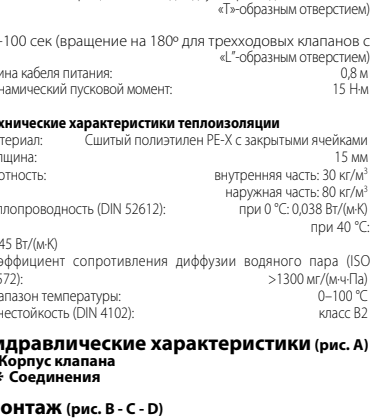 «Т»-образным отверстием)
-100 сек (вращение на 180º для трехходовых клапанов с
«L"-образным отверстием)
ина кабеля питания: 0,8 м
намический пусковой момент: 15 Н·м
хнические характеристики теплоизоляции
териал: Сшитый полиэтилен PE-X с закрытыми ячейками
лщина: 15 мм
отность: внутренняя часть: 30 кг/м³
наружная часть: 80 кг/м³
плопроводность (DIN 52612): при 0 °C: 0,038 Вт/(м·К)
при 40 °C:
45 Вт/(м·К)
эффициент сопротивления диффузии водяного пара (ISO
572): >1300 мг/(м·ч·Па)
апазон температуры: 0–100 °C
нестойкость (DIN 4102): класс B2
идравлические характеристики (рис. A)
Корпус клапана
* Соединения
онтаж (рис. B - C - D)